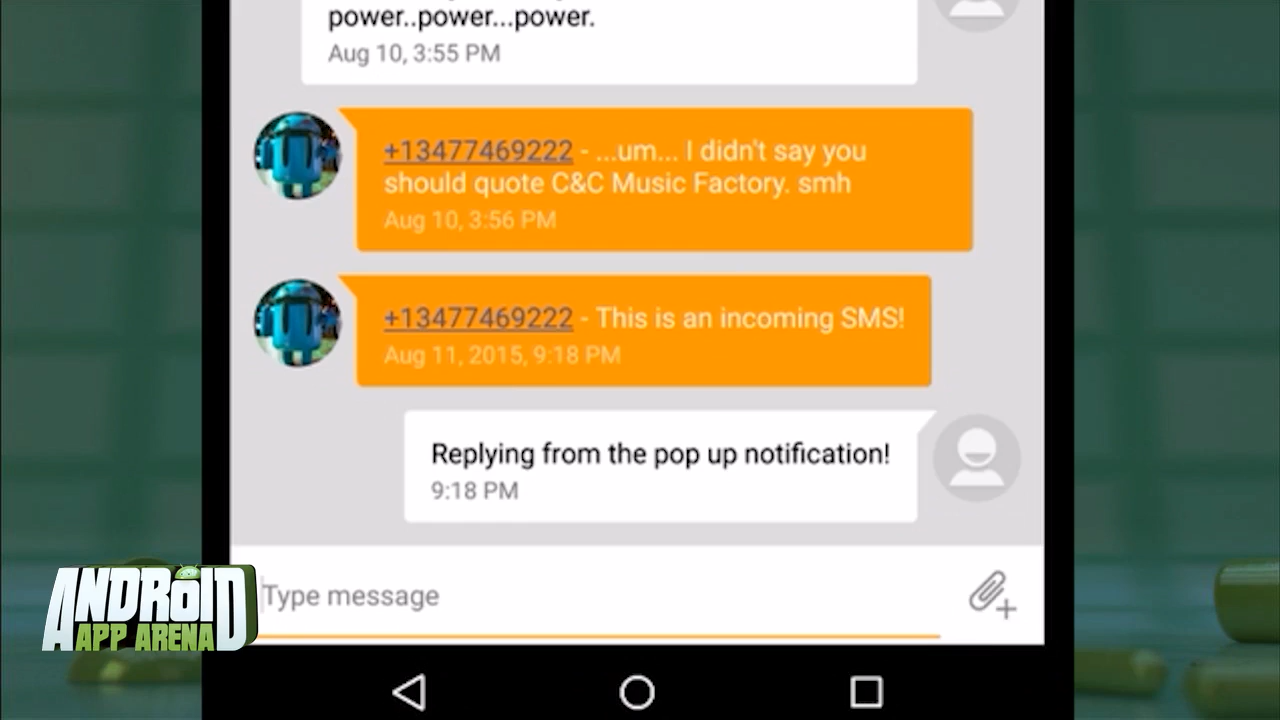 power..power...power.
Aug 10, 3:55 PM
+13477469222 - ...um... I didn't say you
should quote C&C Music Factory. smh
Aug 10, 3:56 PM
+13477469222 - This is an incoming SMS!
Aug 11, 2015, 9:18 PM
Replying from the pop up notification!
9:18 PM
Type message
ANDROID
APP ARENA